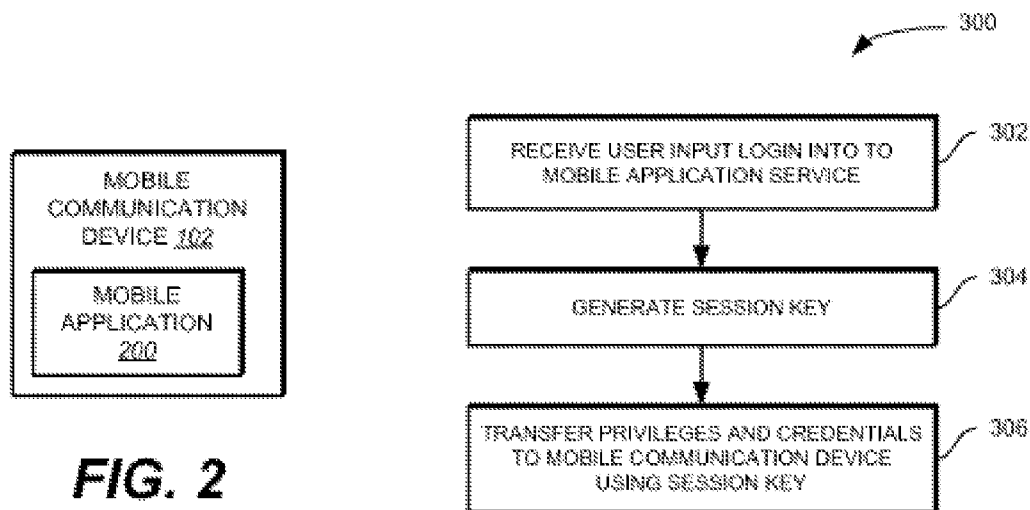 300
MOBILE
COMMUNICATION
DEVICE 102
MOBILE
APPLICATION
200
FIG. 2
RECEIVE USER INPUT LOGIN INTO TO
MOBILE APPLICATION SERVICE
302
GENERATE SESSION KEY
304
TRANSFER PRIVILEGES AND CREDENTIALS
TO MOBILE COMMUNICATION DEVICE
USING SESSION KEY
306